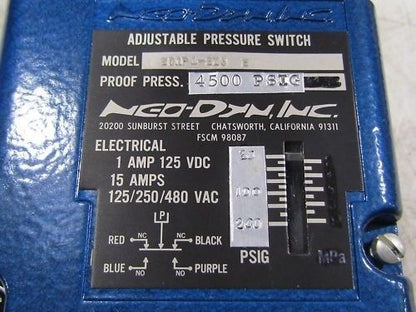 ADJUSTABLE PRESSURE SWITCH
MODEL
PROOF PRESS. 4500 PSIG
NEO-DYN, INC.
20200 SUNBURST STREET CHATSWORTH, CALIFORNIA 91311
FSCM 98087
ELECTRICAL
1 AMP 125 VDC
15 AMPS
125/250/480 VAC
25
100
200
PSIG MPa
P
RED NC NC BLACK
BLUE NO NO PURPLE